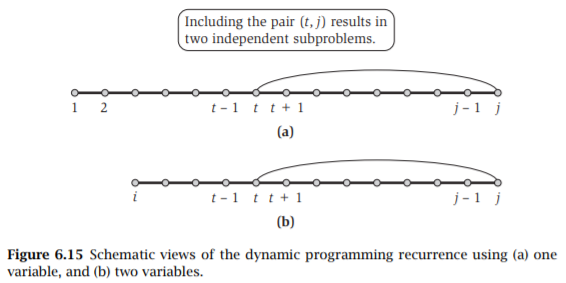 Including the pair (t, j) results in
two independent subproblems.
1 2 t − 1 t t + 1 j − 1 j
(a)
i t − 1 t t + 1 j − 1 j
(b)
Figure 6.15 Schematic views of the dynamic programming recurrence using (a) one
variable, and (b) two variables.